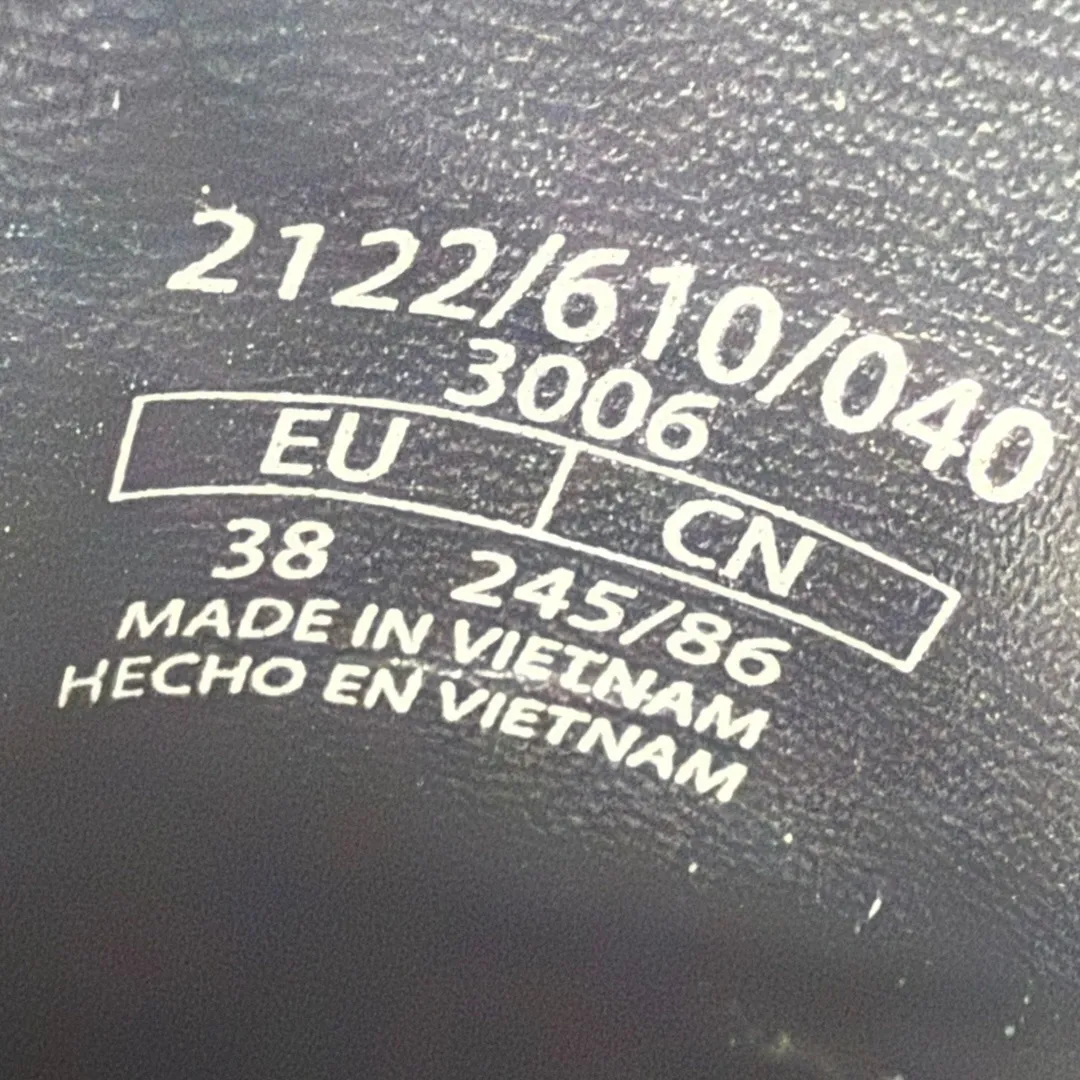 2122/610/040
3006
EU CN
38 245/86
MADE IN VIETNAM
HECHO EN VIETNAM